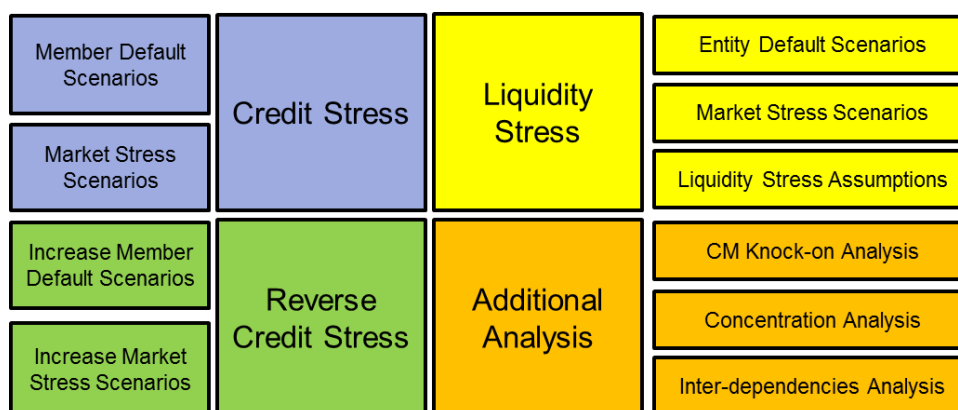 Member Default
Scenarios
Market Stress
Scenarios
Credit Stress
Liquidity
Stress
Entity Default Scenarios
Market Stress Scenarios
Liquidity Stress Assumptions
Increase Member
Default Scenarios
Increase Market
Stress Scenarios
Reverse
Credit Stress
Additional
Analysis
CM Knock-on Analysis
Concentration Analysis
Inter-dependencies Analysis